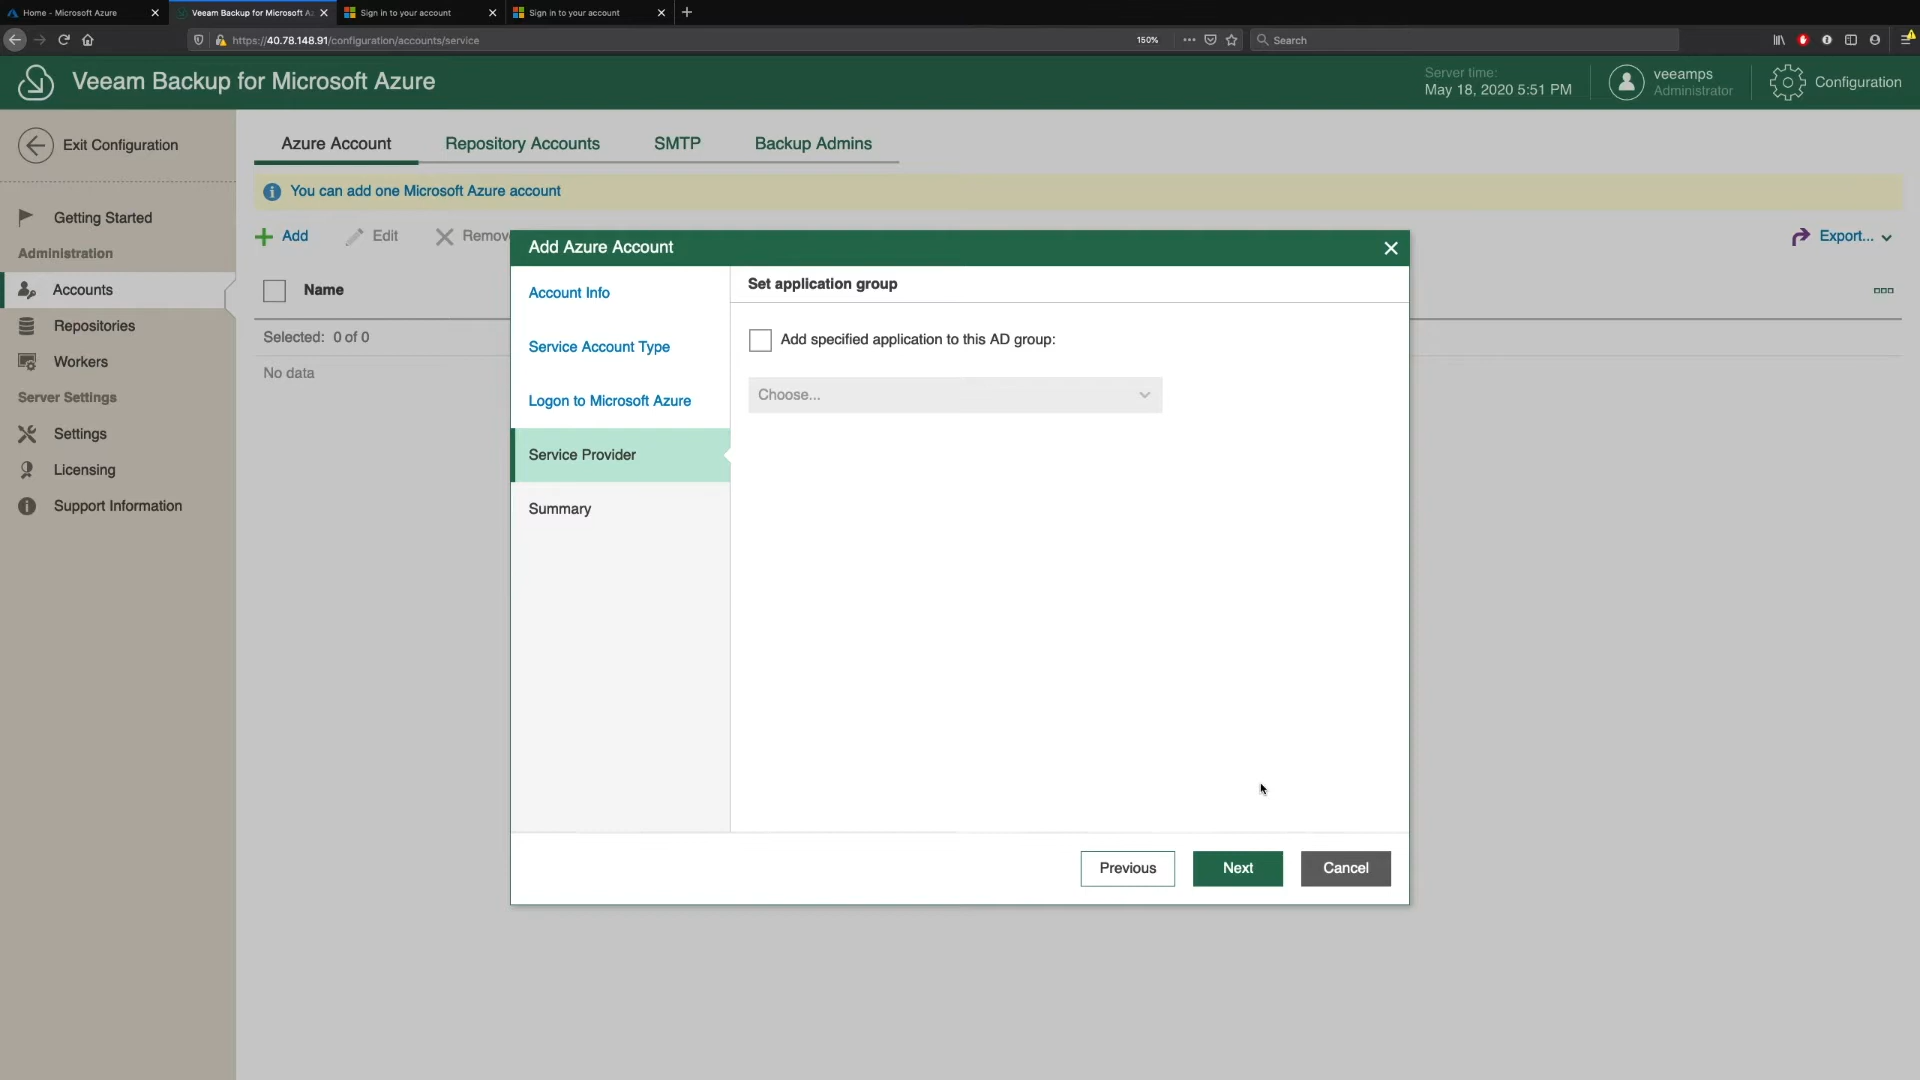 Home - Microsoft Azure
Veeam Backup for Microsoft A
Sign in to your account
Sign in to your account
https://40.78.148.91/configuration/accounts/service
150%
Search
Veeam Backup for Microsoft Azure
Server time:
May 18, 2020 5:51 PM
veeamps
Administrator
Configuration
Exit Configuration
Azure Account
Repository Accounts
SMTP
Backup Admins
You can add one Microsoft Azure account
Getting Started
Add
Edit
Remov
Export...
Administration
Accounts
Repositories
Workers
Server Settings
Settings
Licensing
Support Information
Name
Selected: 0 of 0
No data
Add Azure Account
Account Info
Service Account Type
Logon to Microsoft Azure
Service Provider
Summary
Set application group
Add specified application to this AD group:
Choose...
Previous
Next
Cancel